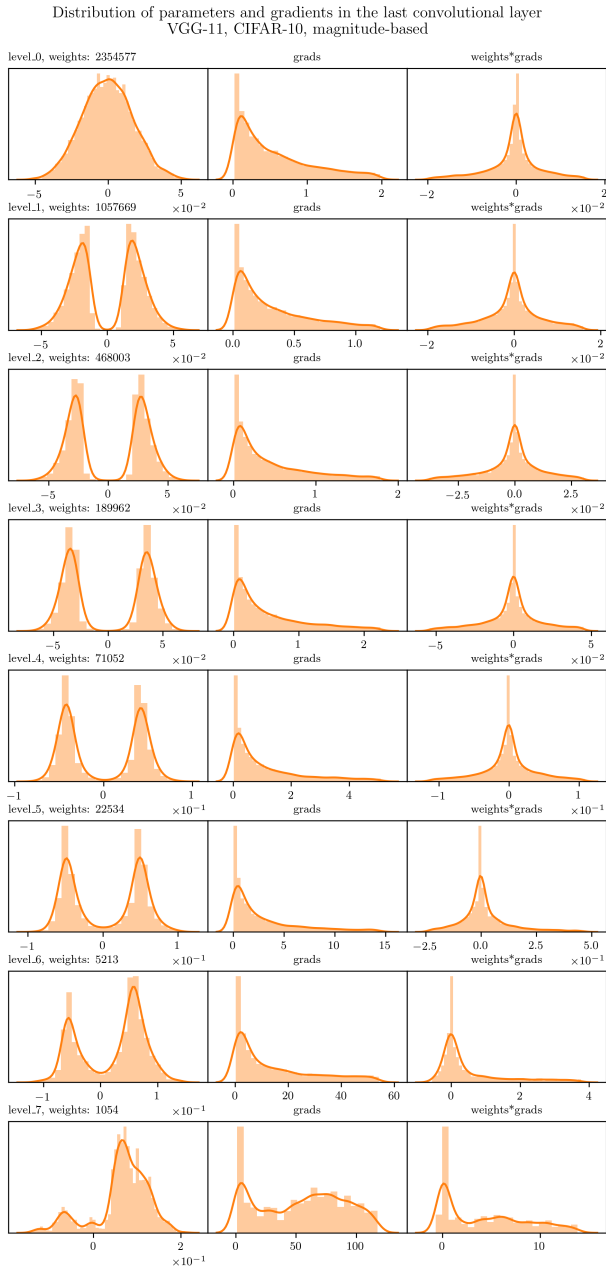 Distribution of parameters and gradients in the last convolutional layer
VGG-11, CIFAR-10, magnitude-based
level_0, weights: 2354577 grads weights*grads
−5 0 5 0 1 2 −2 0 2
×10⁻² ×10⁻²
level_1, weights: 1057669 grads weights*grads
−5 0 5 0.0 0.5 1.0 −2 0 2
×10⁻² ×10⁻²
level_2, weights: 468003 grads weights*grads
−5 0 5 0 1 2 −2.5 0.0 2.5
×10⁻² ×10⁻²
level_3, weights: 189962 grads weights*grads
−5 0 5 0 1 2 −5 0 5
×10⁻² ×10⁻²
level_4, weights: 71052 grads weights*grads
−1 0 1 0 2 4 −1 0 1
×10⁻¹ ×10⁻¹
level_5, weights: 22534 grads weights*grads
−1 0 1 0 5 10 15 −2.5 0.0 2.5 5.0
×10⁻¹ ×10⁻¹
level_6, weights: 5213 grads weights*grads
−1 0 1 0 20 40 60 0 2 4
×10⁻¹
level_7, weights: 1054 grads weights*grads
0 2 0 50 100 0 10
×10⁻¹